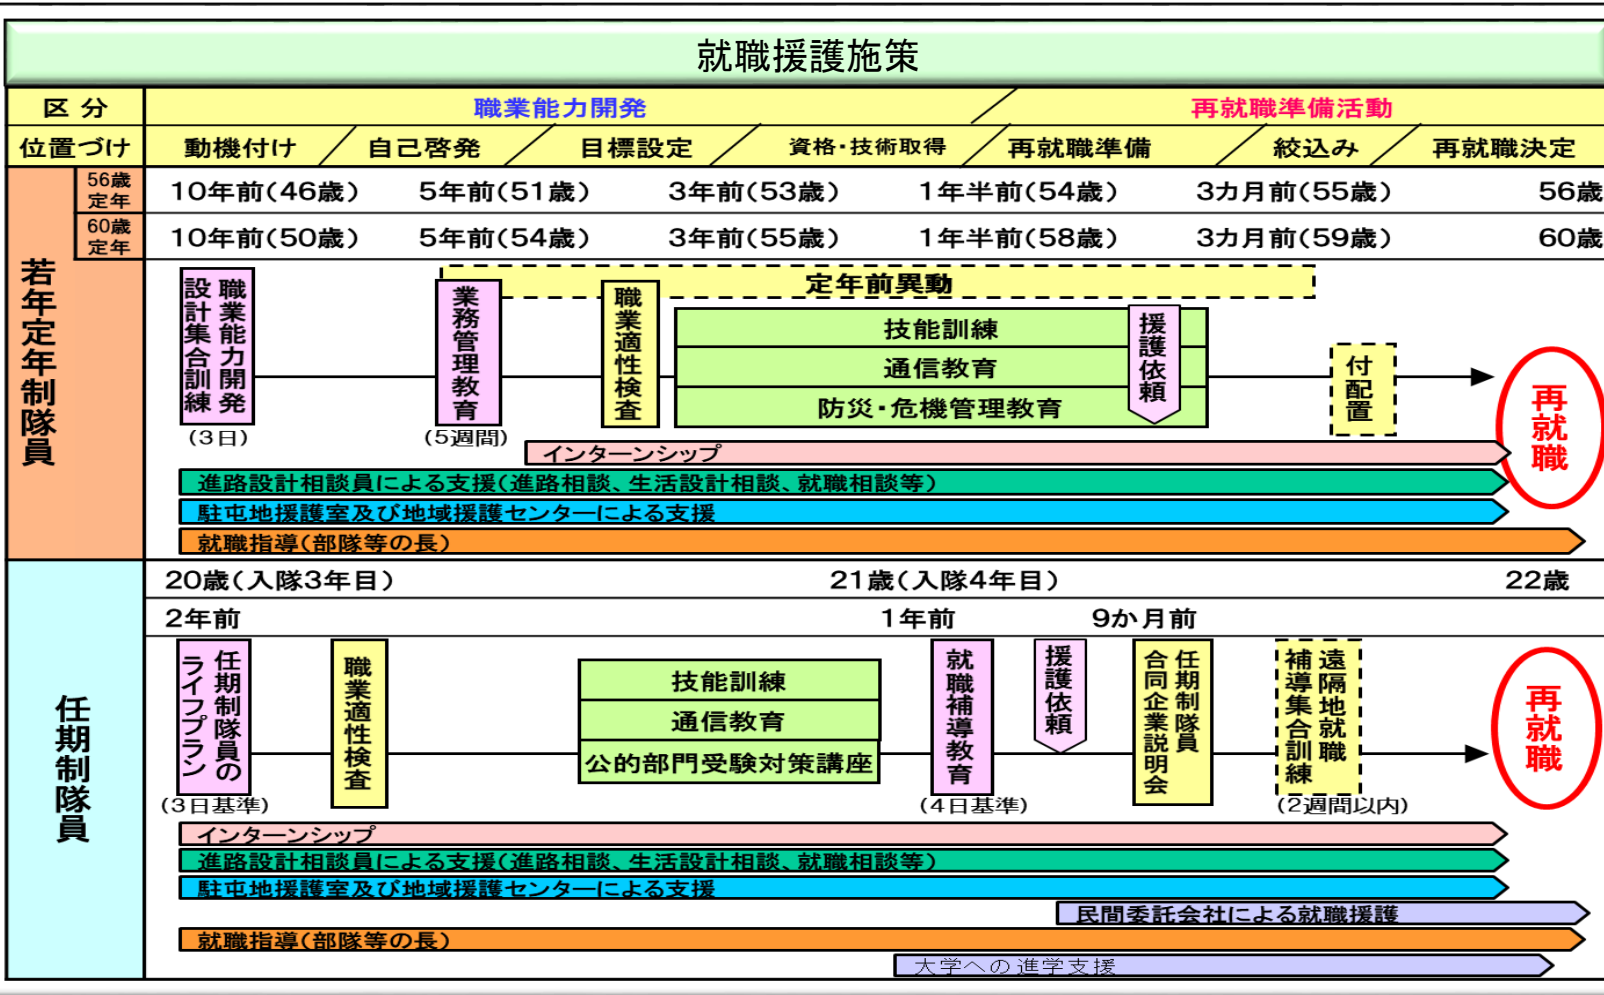 就職援護施策
区 分
職業能力開発
再就職準備活動
位置づけ
動機付け
自己啓発
目標設定
資格・技術取得
再就職準備
絞込み
再就職決定
若年定年制隊員
56歳
定年
10年前(46歳)
5年前(51歳)
3年前(53歳)
1年半前(54歳)
3カ月前(55歳)
56歳
60歳
定年
10年前(50歳)
5年前(54歳)
3年前(55歳)
1年半前(58歳)
3カ月前(59歳)
60歳
定年前異動
職業能力開発
設計集合訓練
(3日)
業務管理教育
(5週間)
職業適性検査
技能訓練
通信教育
防災・危機管理教育
援護依頼
付配置
再就職
インターンシップ
進路設計相談員による支援(進路相談、生活設計相談、就職相談等)
駐屯地援護室及び地域援護センターによる支援
就職指導(部隊等の長)
任期制隊員
20歳(入隊3年目)
21歳(入隊4年目)
22歳
2年前
1年前
9か月前
任期制隊員の
ライフプラン
(3日基準)
職業適性検査
技能訓練
通信教育
公的部門受験対策講座
就職補導教育
(4日基準)
援護依頼
任期制隊員
合同企業説明会
遠隔地就職
補導集合訓練
(2週間以内)
再就職
インターンシップ
進路設計相談員による支援(進路相談、生活設計相談、就職相談等)
駐屯地援護室及び地域援護センターによる支援
民間委託会社による就職援護
就職指導(部隊等の長)
大学への進学支援